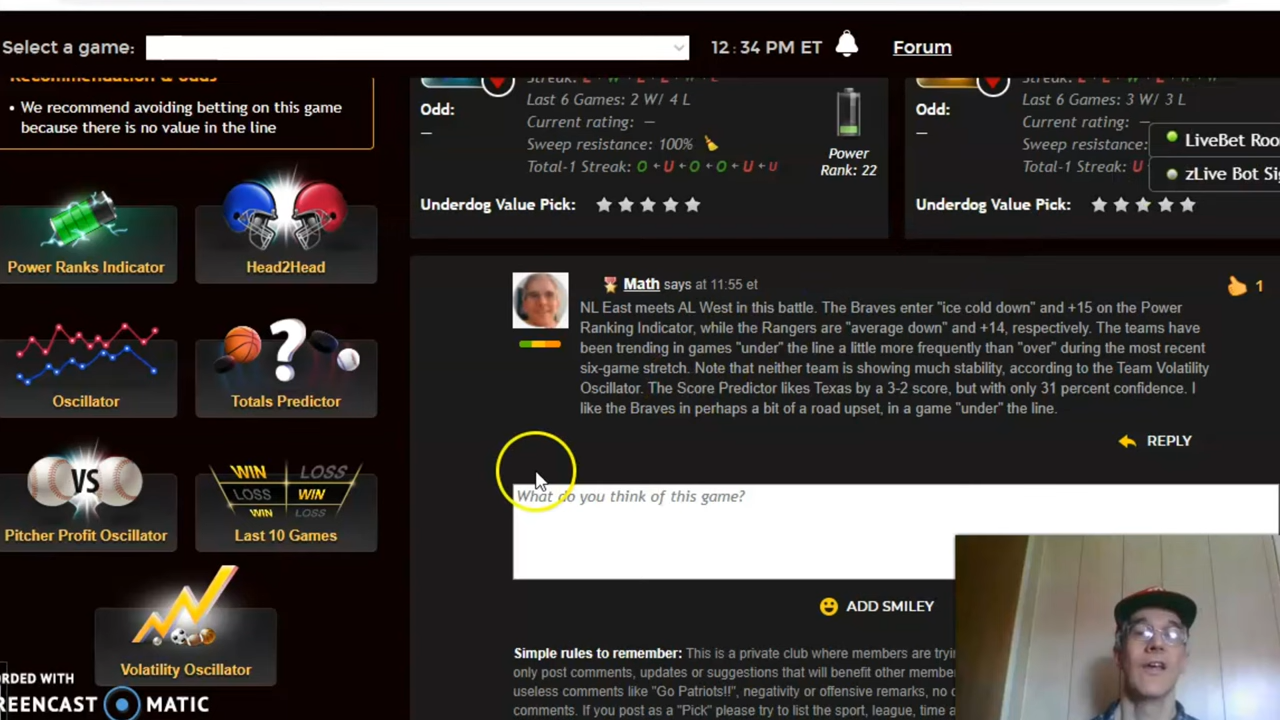 Select a game:
12:34 PM ET
Forum
Recommendation & Odds
• We recommend avoiding betting on this game
because there is no value in the line
Power Ranks Indicator
Head2Head
Oscillator
Totals Predictor
VS
Pitcher Profit Oscillator
WIN LOSS
LOSS WIN
WIN LOSS
Last 10 Games
Volatility Oscillator
RDED WITH
REENCAST MATIC
Odd:
—
Last 6 Games: 2 W/ 4 L
Current rating: —
Sweep resistance: 100%
Total-1 Streak: O U O O U U
Power
Rank: 22
Underdog Value Pick:
Odd:
—
Last 6 Games: 3 W/ 3 L
Current rating: —
Sweep resistance:
Total-1 Streak: U
Underdog Value Pick:
LiveBet Roo
zLive Bot Sig
Math says at 11:55 et
1
NL East meets AL West in this battle. The Braves enter "ice cold down" and +15 on the Power
Ranking Indicator, while the Rangers are "average down" and +14, respectively. The teams have
been trending in games "under" the line a little more frequently than "over" during the most recent
six-game stretch. Note that neither team is showing much stability, according to the Team Volatility
Oscillator. The Score Predictor likes Texas by a 3-2 score, but with only 31 percent confidence. I
like the Braves in perhaps a bit of a road upset, in a game "under" the line.
REPLY
What do you think of this game?
ADD SMILEY
Simple rules to remember: This is a private club where members are tryin
only post comments, updates or suggestions that will benefit other membe
useless comments like "Go Patriots!!", negativity or offensive remarks, no c
comments. If you post as a "Pick" please try to list the sport, league, time a